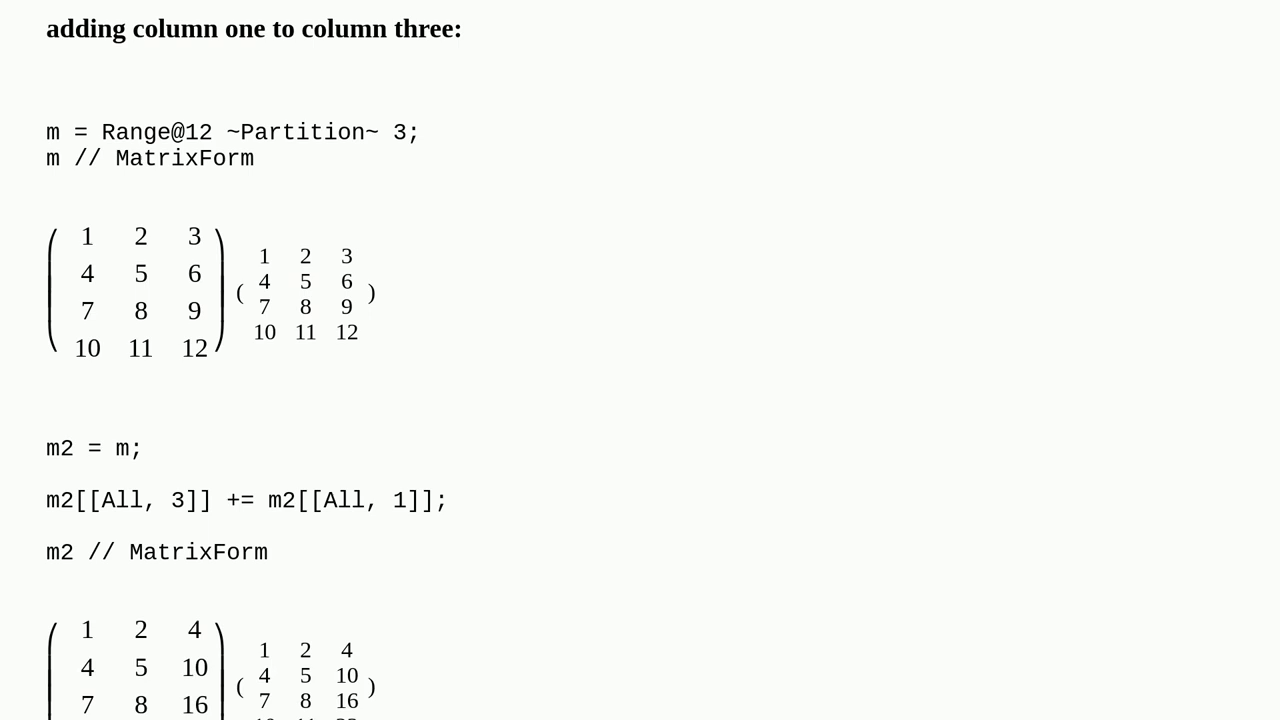 adding column one to column three:
m = Range@12 ~Partition~ 3;
m // MatrixForm
( 1 2 3
4 5 6
7 8 9
10 11 12 )
( 1 2 3
4 5 6
7 8 9
10 11 12 )
m2 = m;
m2[[All, 3]] += m2[[All, 1]];
m2 // MatrixForm
( 1 2 4
4 5 10
7 8 16 )
( 1 2 4
4 5 10
7 8 16 )